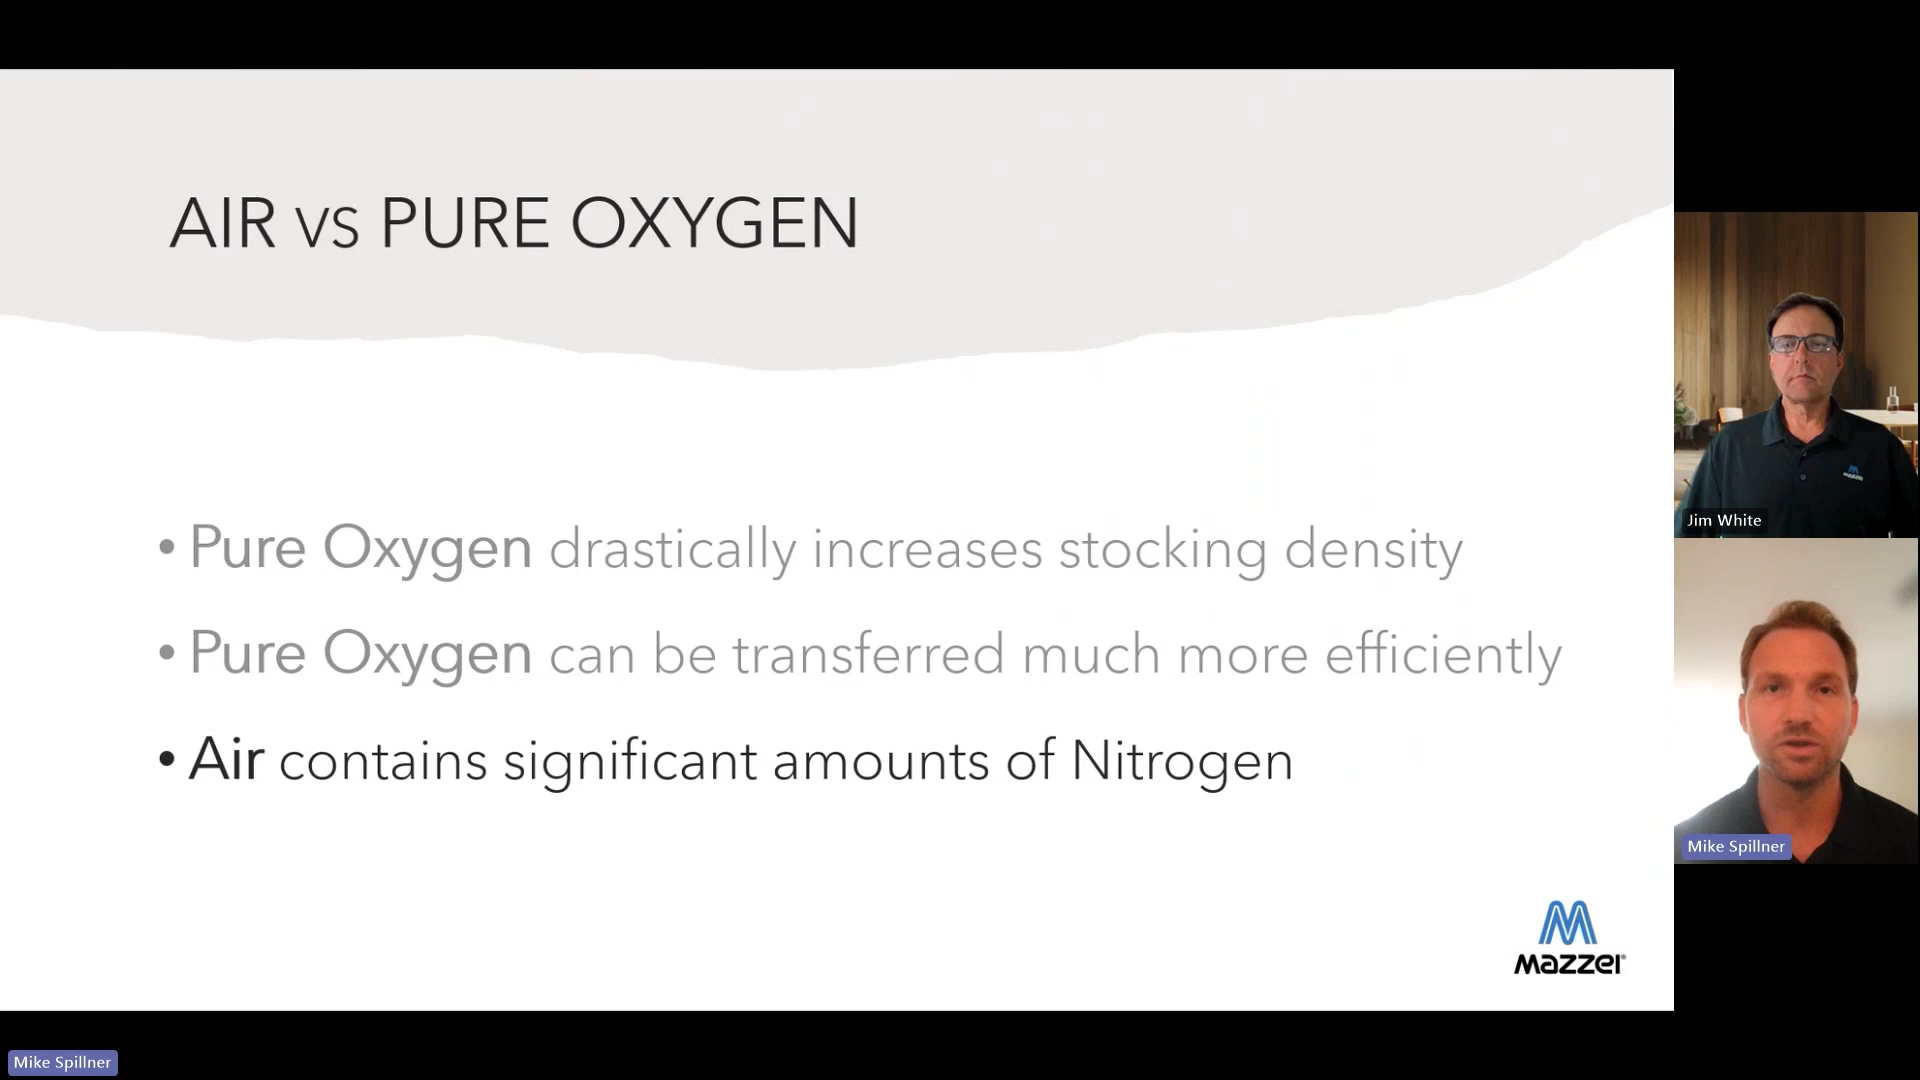 AIR VS PURE OXYGEN
• Pure Oxygen drastically increases stocking density
• Pure Oxygen can be transferred much more efficiently
• Air contains significant amounts of Nitrogen
mazzei®
mazzei
Jim White
Mike Spillner
Mike Spillner